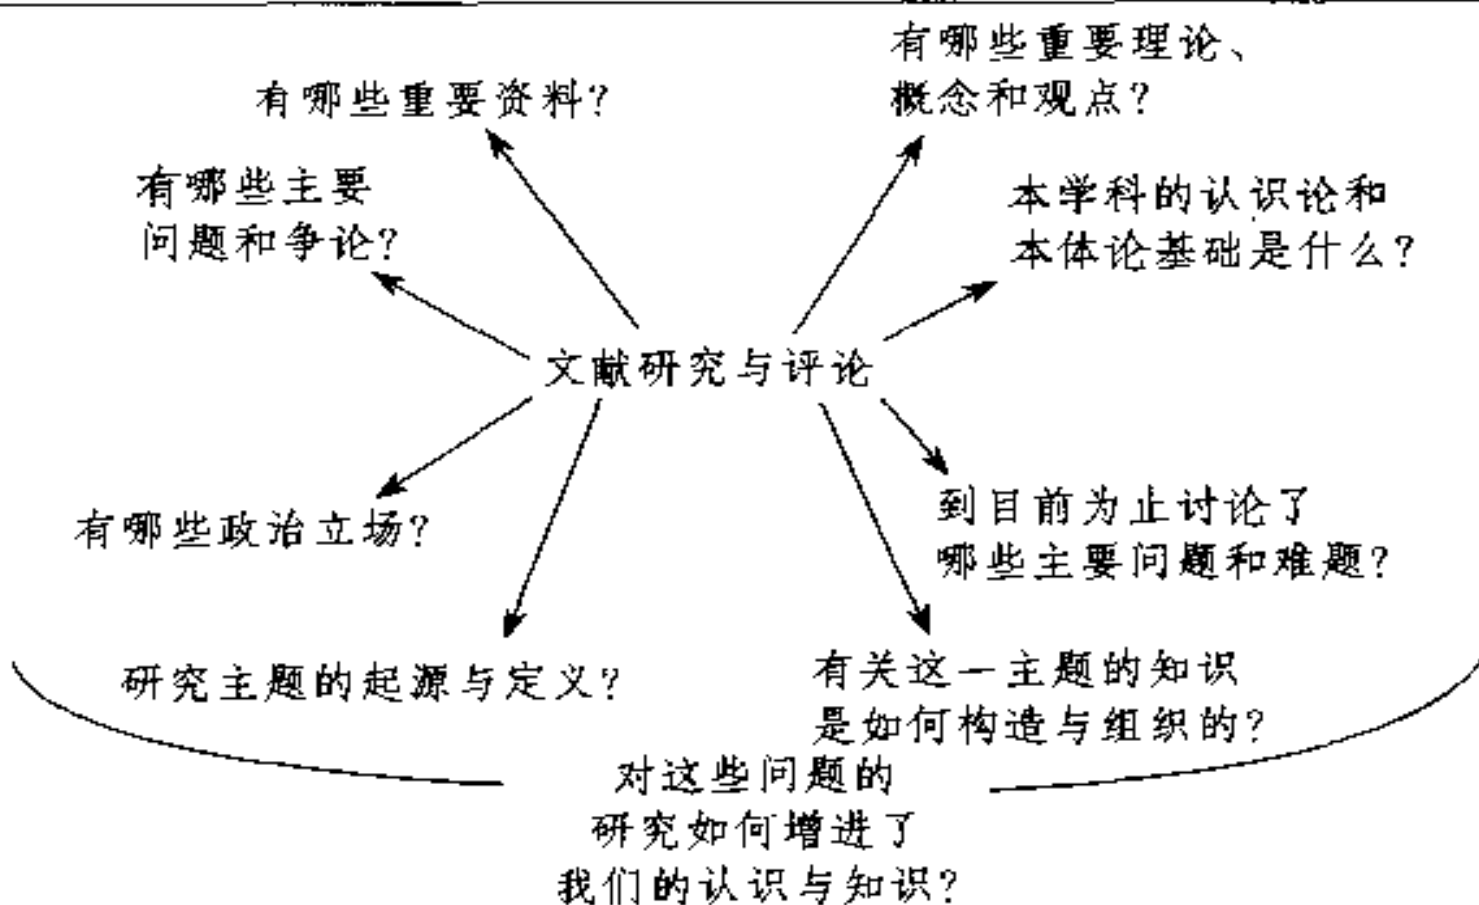 有哪些重要资料?
有哪些重要理论、
概念和观点?
有哪些主要
问题和争论?
本学科的认识论和
本体论基础是什么?
文献研究与评论
有哪些政治立场?
到目前为止讨论了
哪些主要问题和难题?
研究主题的起源与定义?
有关这一主题的知识
是如何构造与组织的?
对这些问题的
研究如何增进了
我们的认识与知识?